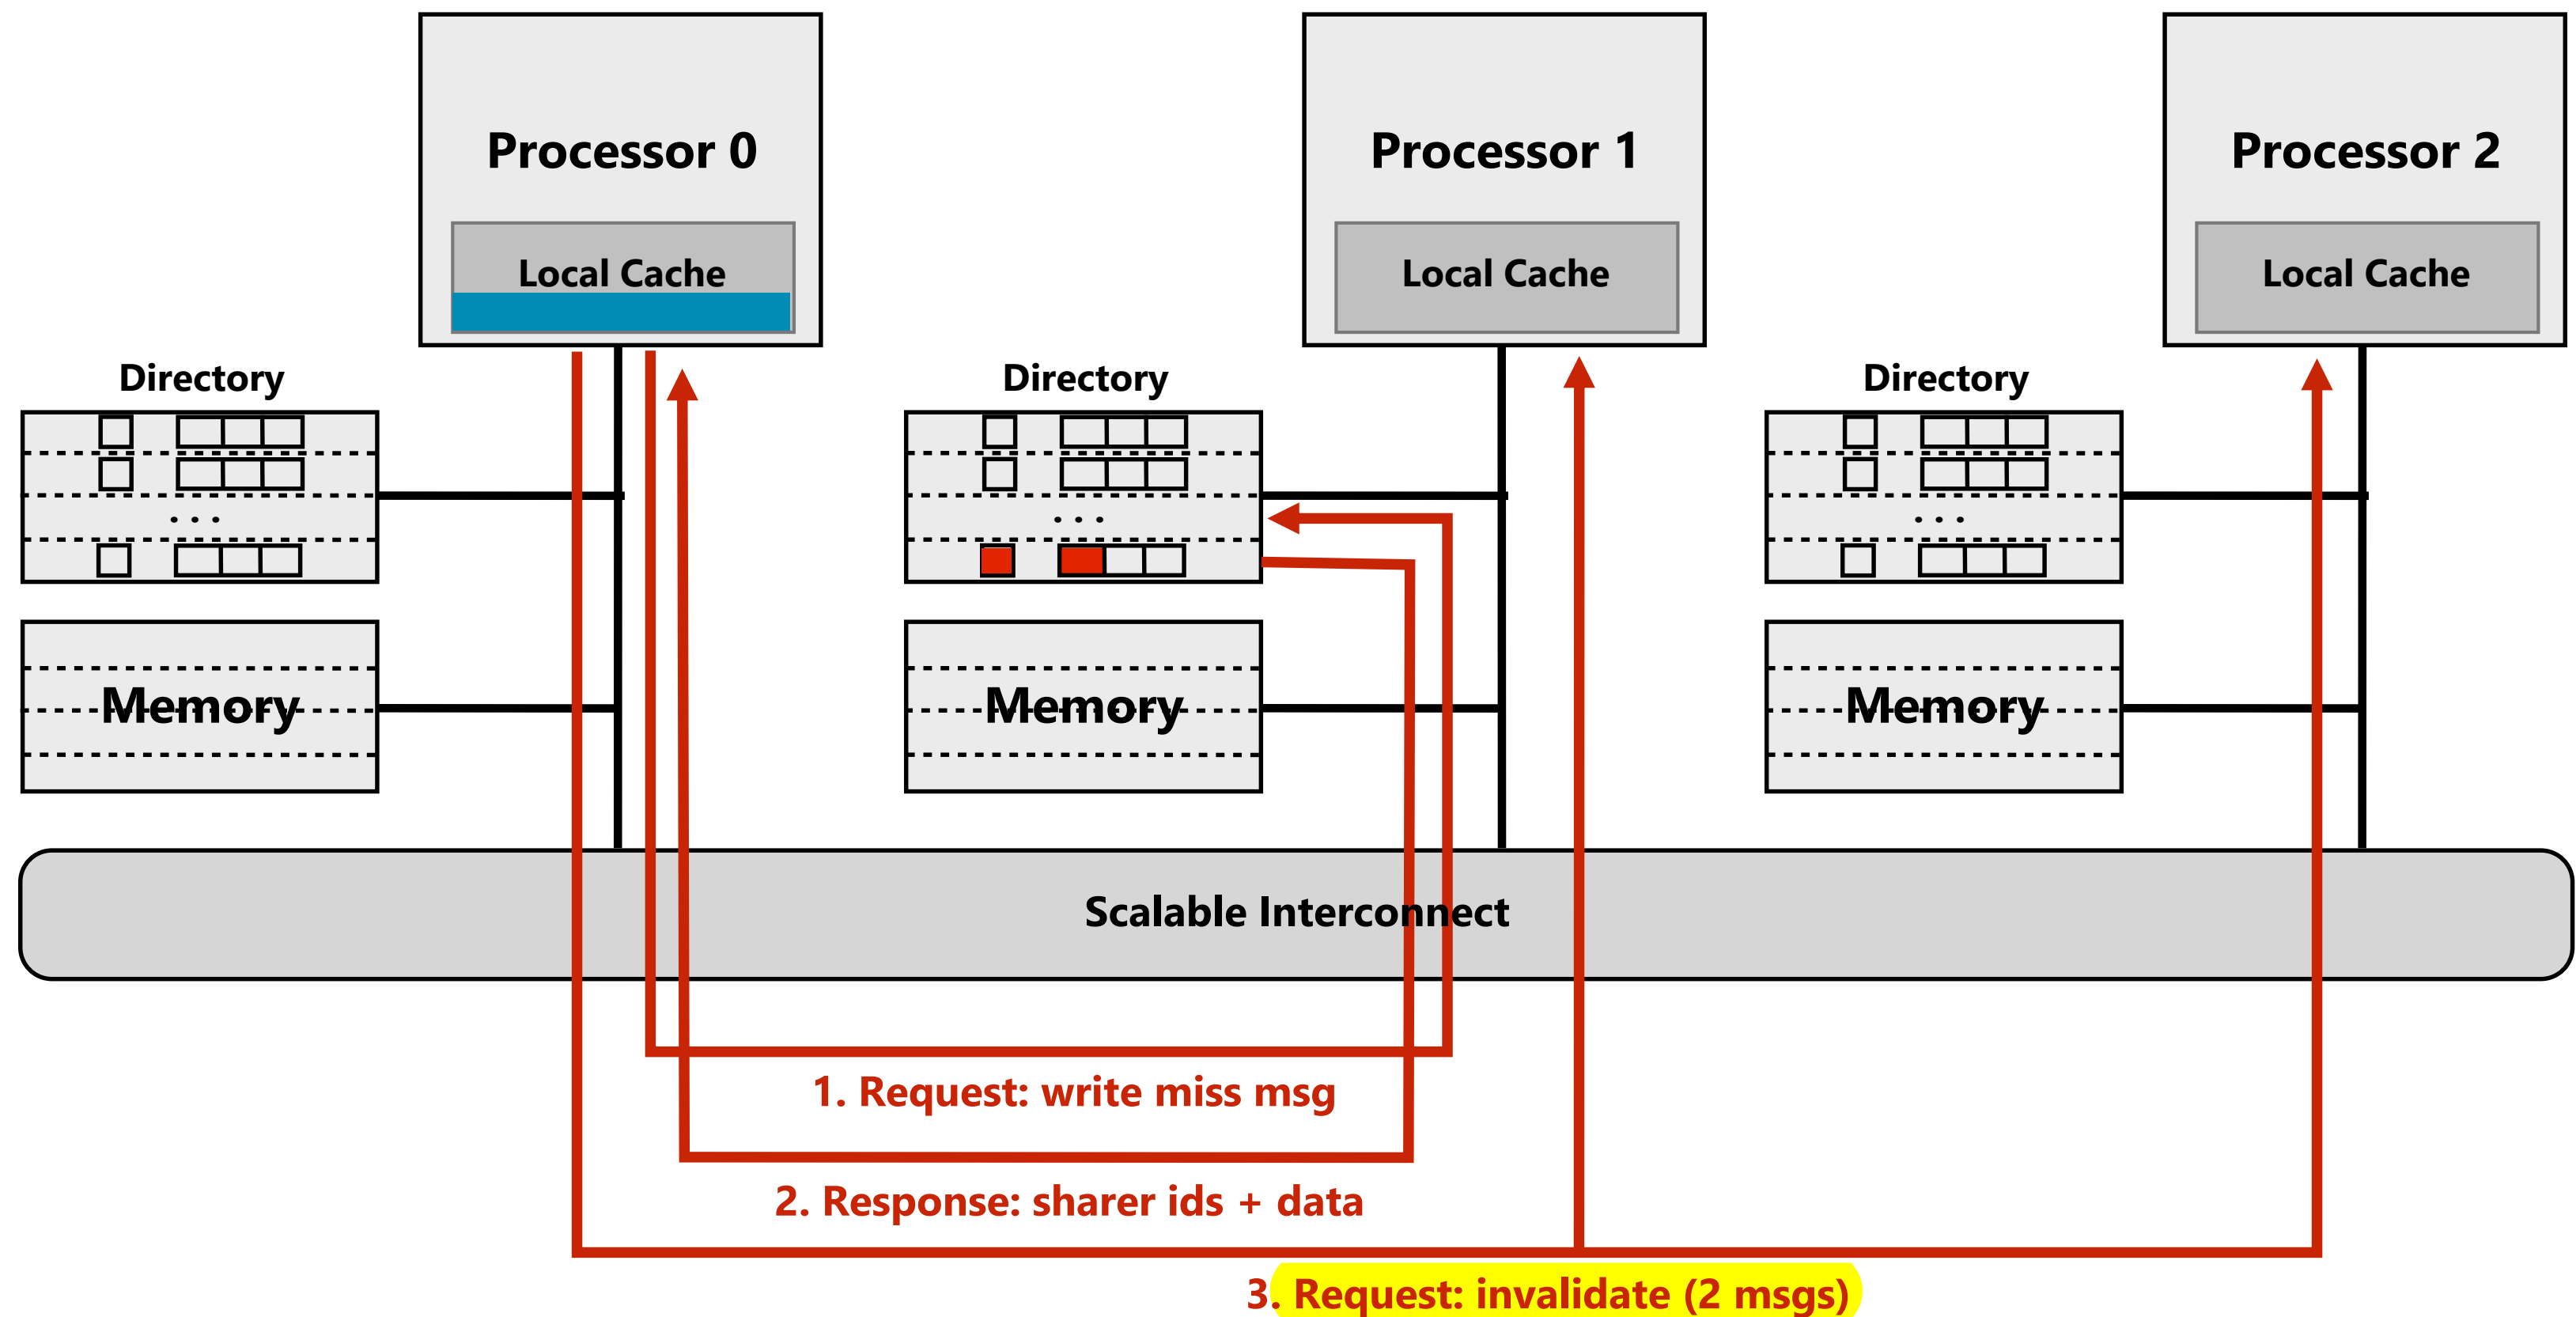 Processor 0
Processor 1
Processor 2
Local Cache
Local Cache
Local Cache
Directory
Directory
Directory
. . .
. . .
. . .
Memory
Memory
Memory
Scalable Interconnect
1. Request: write miss msg
2. Response: sharer ids + data
3. Request: invalidate (2 msgs)